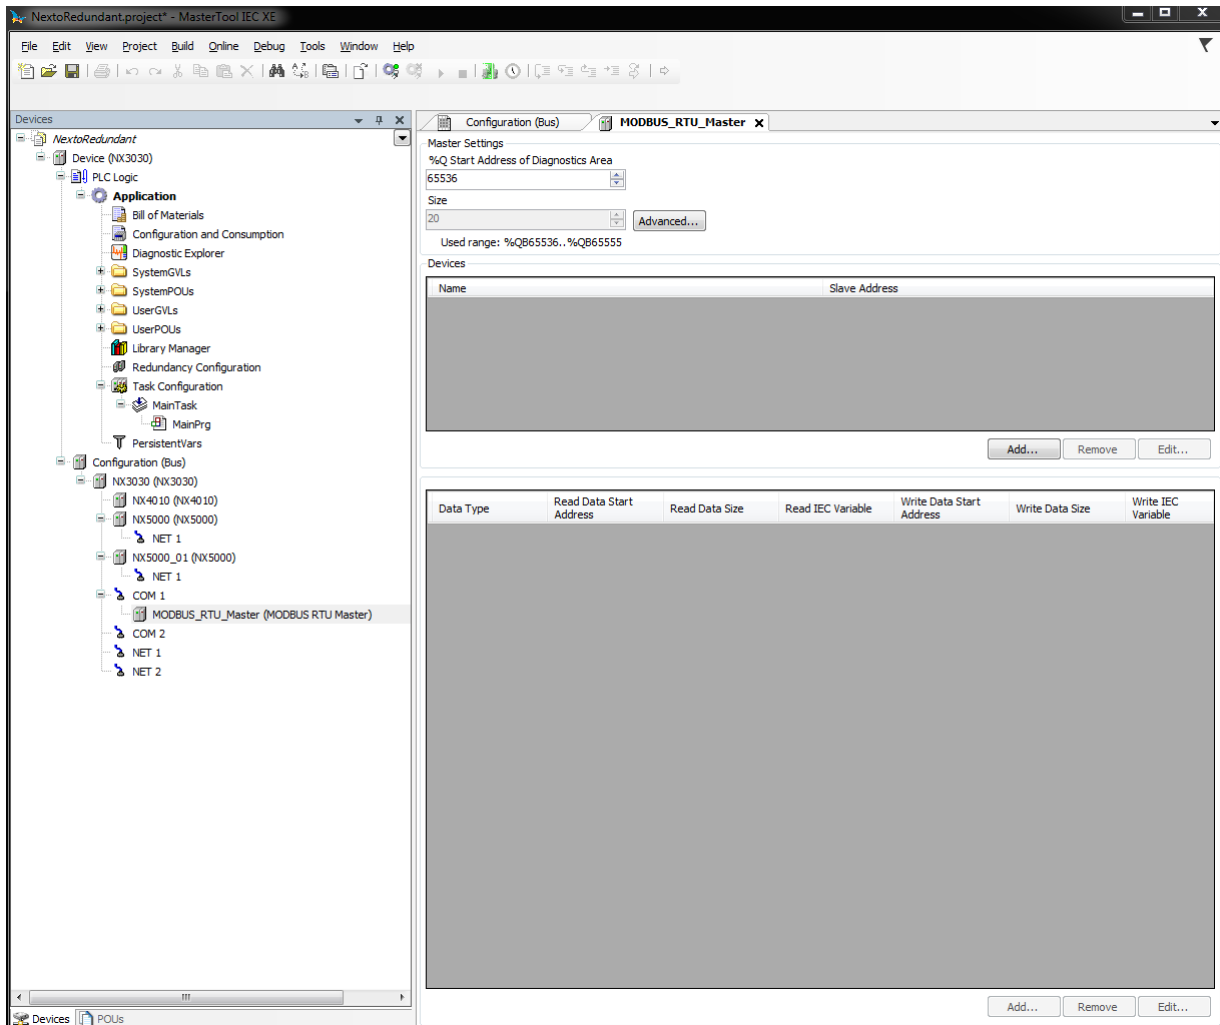 NextoRedundant.project* - MasterTool IEC XE
File Edit View Project Build Online Debug Tools Window Help
Devices
NextoRedundant
Device (NX3030)
PLC Logic
Application
Bill of Materials
Configuration and Consumption
Diagnostic Explorer
SystemGVLs
SystemPOUs
UserGVLs
UserPOUs
Library Manager
Redundancy Configuration
Task Configuration
MainTask
MainPrg
PersistentVars
Configuration (Bus)
NX3030 (NX3030)
NX4010 (NX4010)
NX5000 (NX5000)
NET 1
NX5000_01 (NX5000)
NET 1
COM 1
MODBUS_RTU_Master (MODBUS RTU Master)
COM 2
NET 1
NET 2
Devices POUs
Configuration (Bus) MODBUS_RTU_Master
Master Settings
%Q Start Address of Diagnostics Area
65536
Size
20 Advanced...
Used range: %QB65536..%QB65555
Devices
Name Slave Address
Add... Remove Edit...
Data Type Read Data Start Address Read Data Size Read IEC Variable Write Data Start Address Write Data Size Write IEC Variable
Add... Remove Edit...